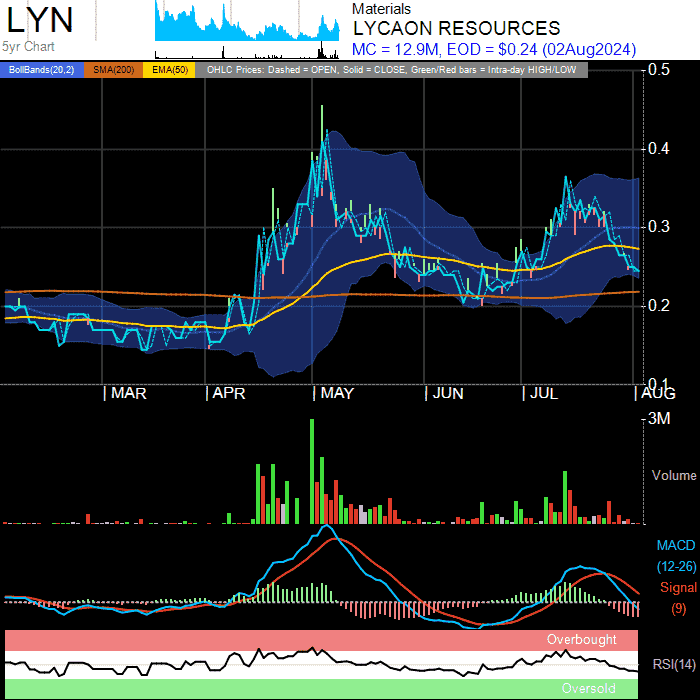 LYN
5yr Chart
Materials
LYCAON RESOURCES
MC = 12.9M, EOD = $0.24 (02Aug2024)
BollBands(20,2) SMA(200) EMA(50) OHLC Prices: Dashed = OPEN, Solid = CLOSE, Green/Red bars = Intra-day HIGH/LOW
0.5
0.4
0.3
0.2
0.1
MAR APR MAY JUN JUL AUG
3M
Volume
MACD
(12-26)
Signal
(9)
Overbought
RSI(14)
Oversold